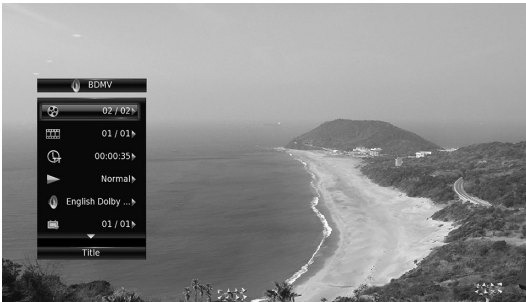 BDMV
02 / 02
01 / 01
00:00:35
Normal
English Dolby ...
01 / 01
Title